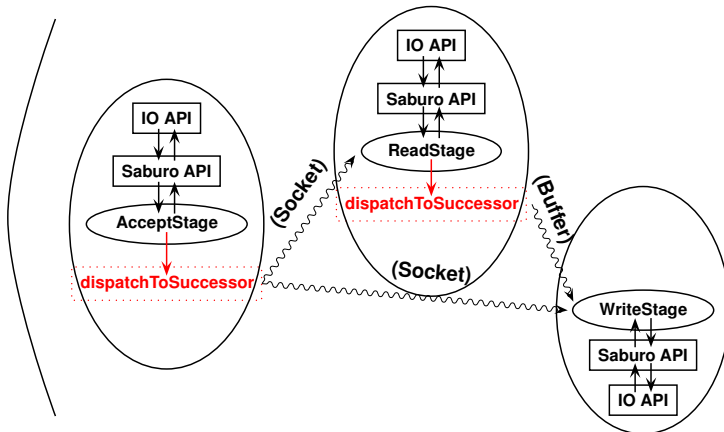 IO API
Saburo API
AcceptStage
dispatchToSuccessor
(Socket)
IO API
Saburo API
ReadStage
dispatchToSuccessor
(Socket)
(Buffer)
WriteStage
Saburo API
IO API